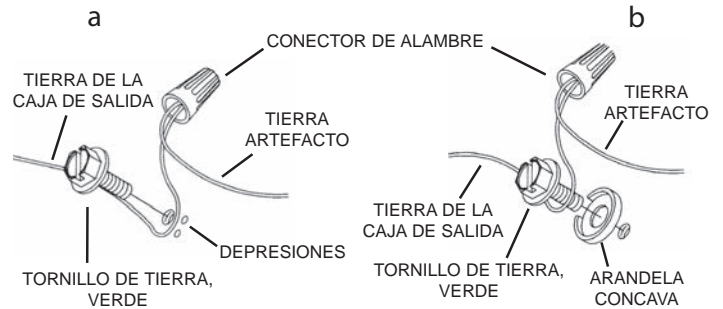 a
b
CONECTOR DE ALAMBRE
TIERRA DE LA
CAJA DE SALIDA
TIERRA
ARTEFACTO
DEPRESIONES
TORNILLO DE TIERRA,
VERDE
TIERRA
ARTEFACTO
TIERRA DE LA
CAJA DE SALIDA
TORNILLO DE TIERRA,
VERDE
ARANDELA
CONCAVA